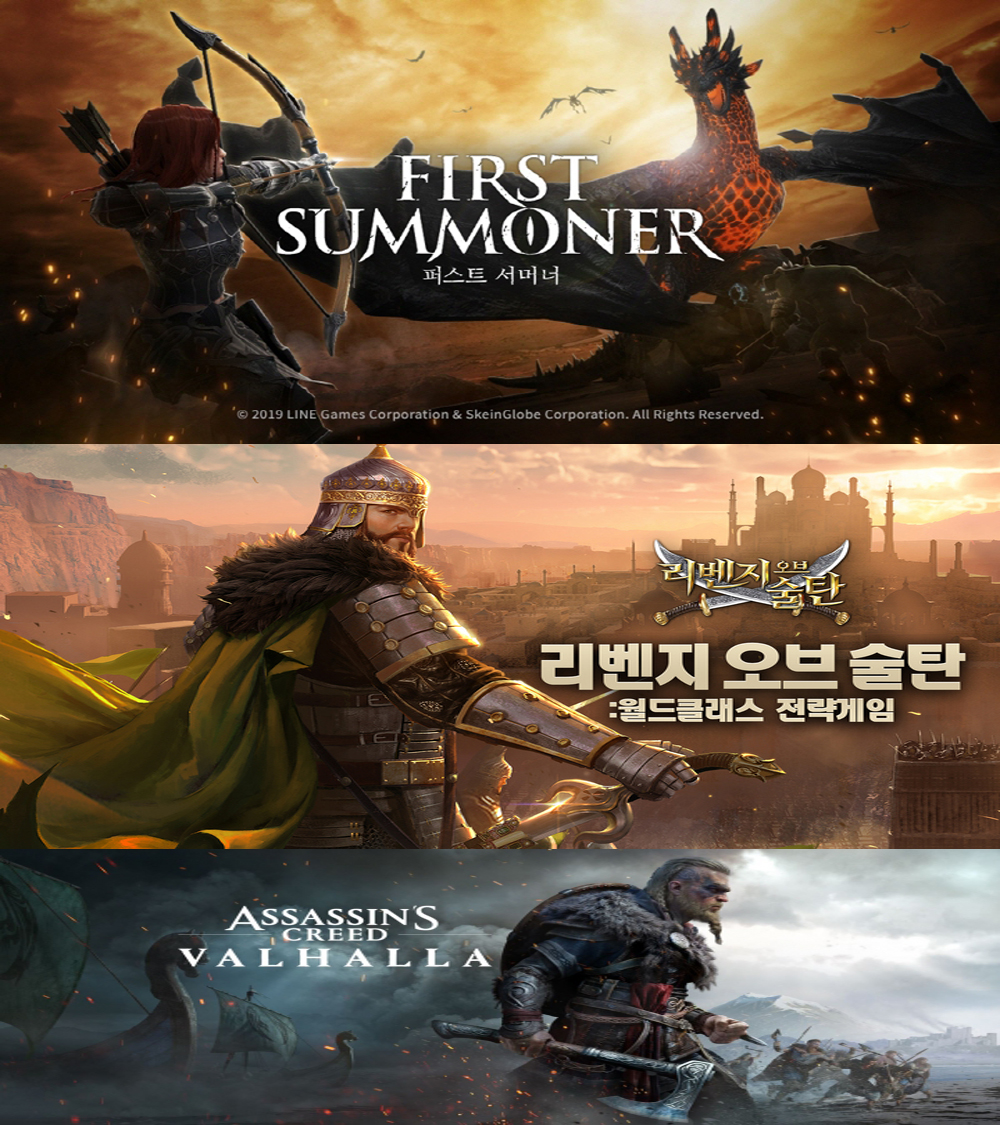 FIRST
SUMMONER
퍼스트 서머너
© 2019 LINE Games Corporation & SkeinGlobe Corporation. All Rights Reserved.
리벤지 오브
술탄
리벤지 오브 술탄
:월드클래스 전략게임
ASSASSIN'S
CREED
VALHALLA